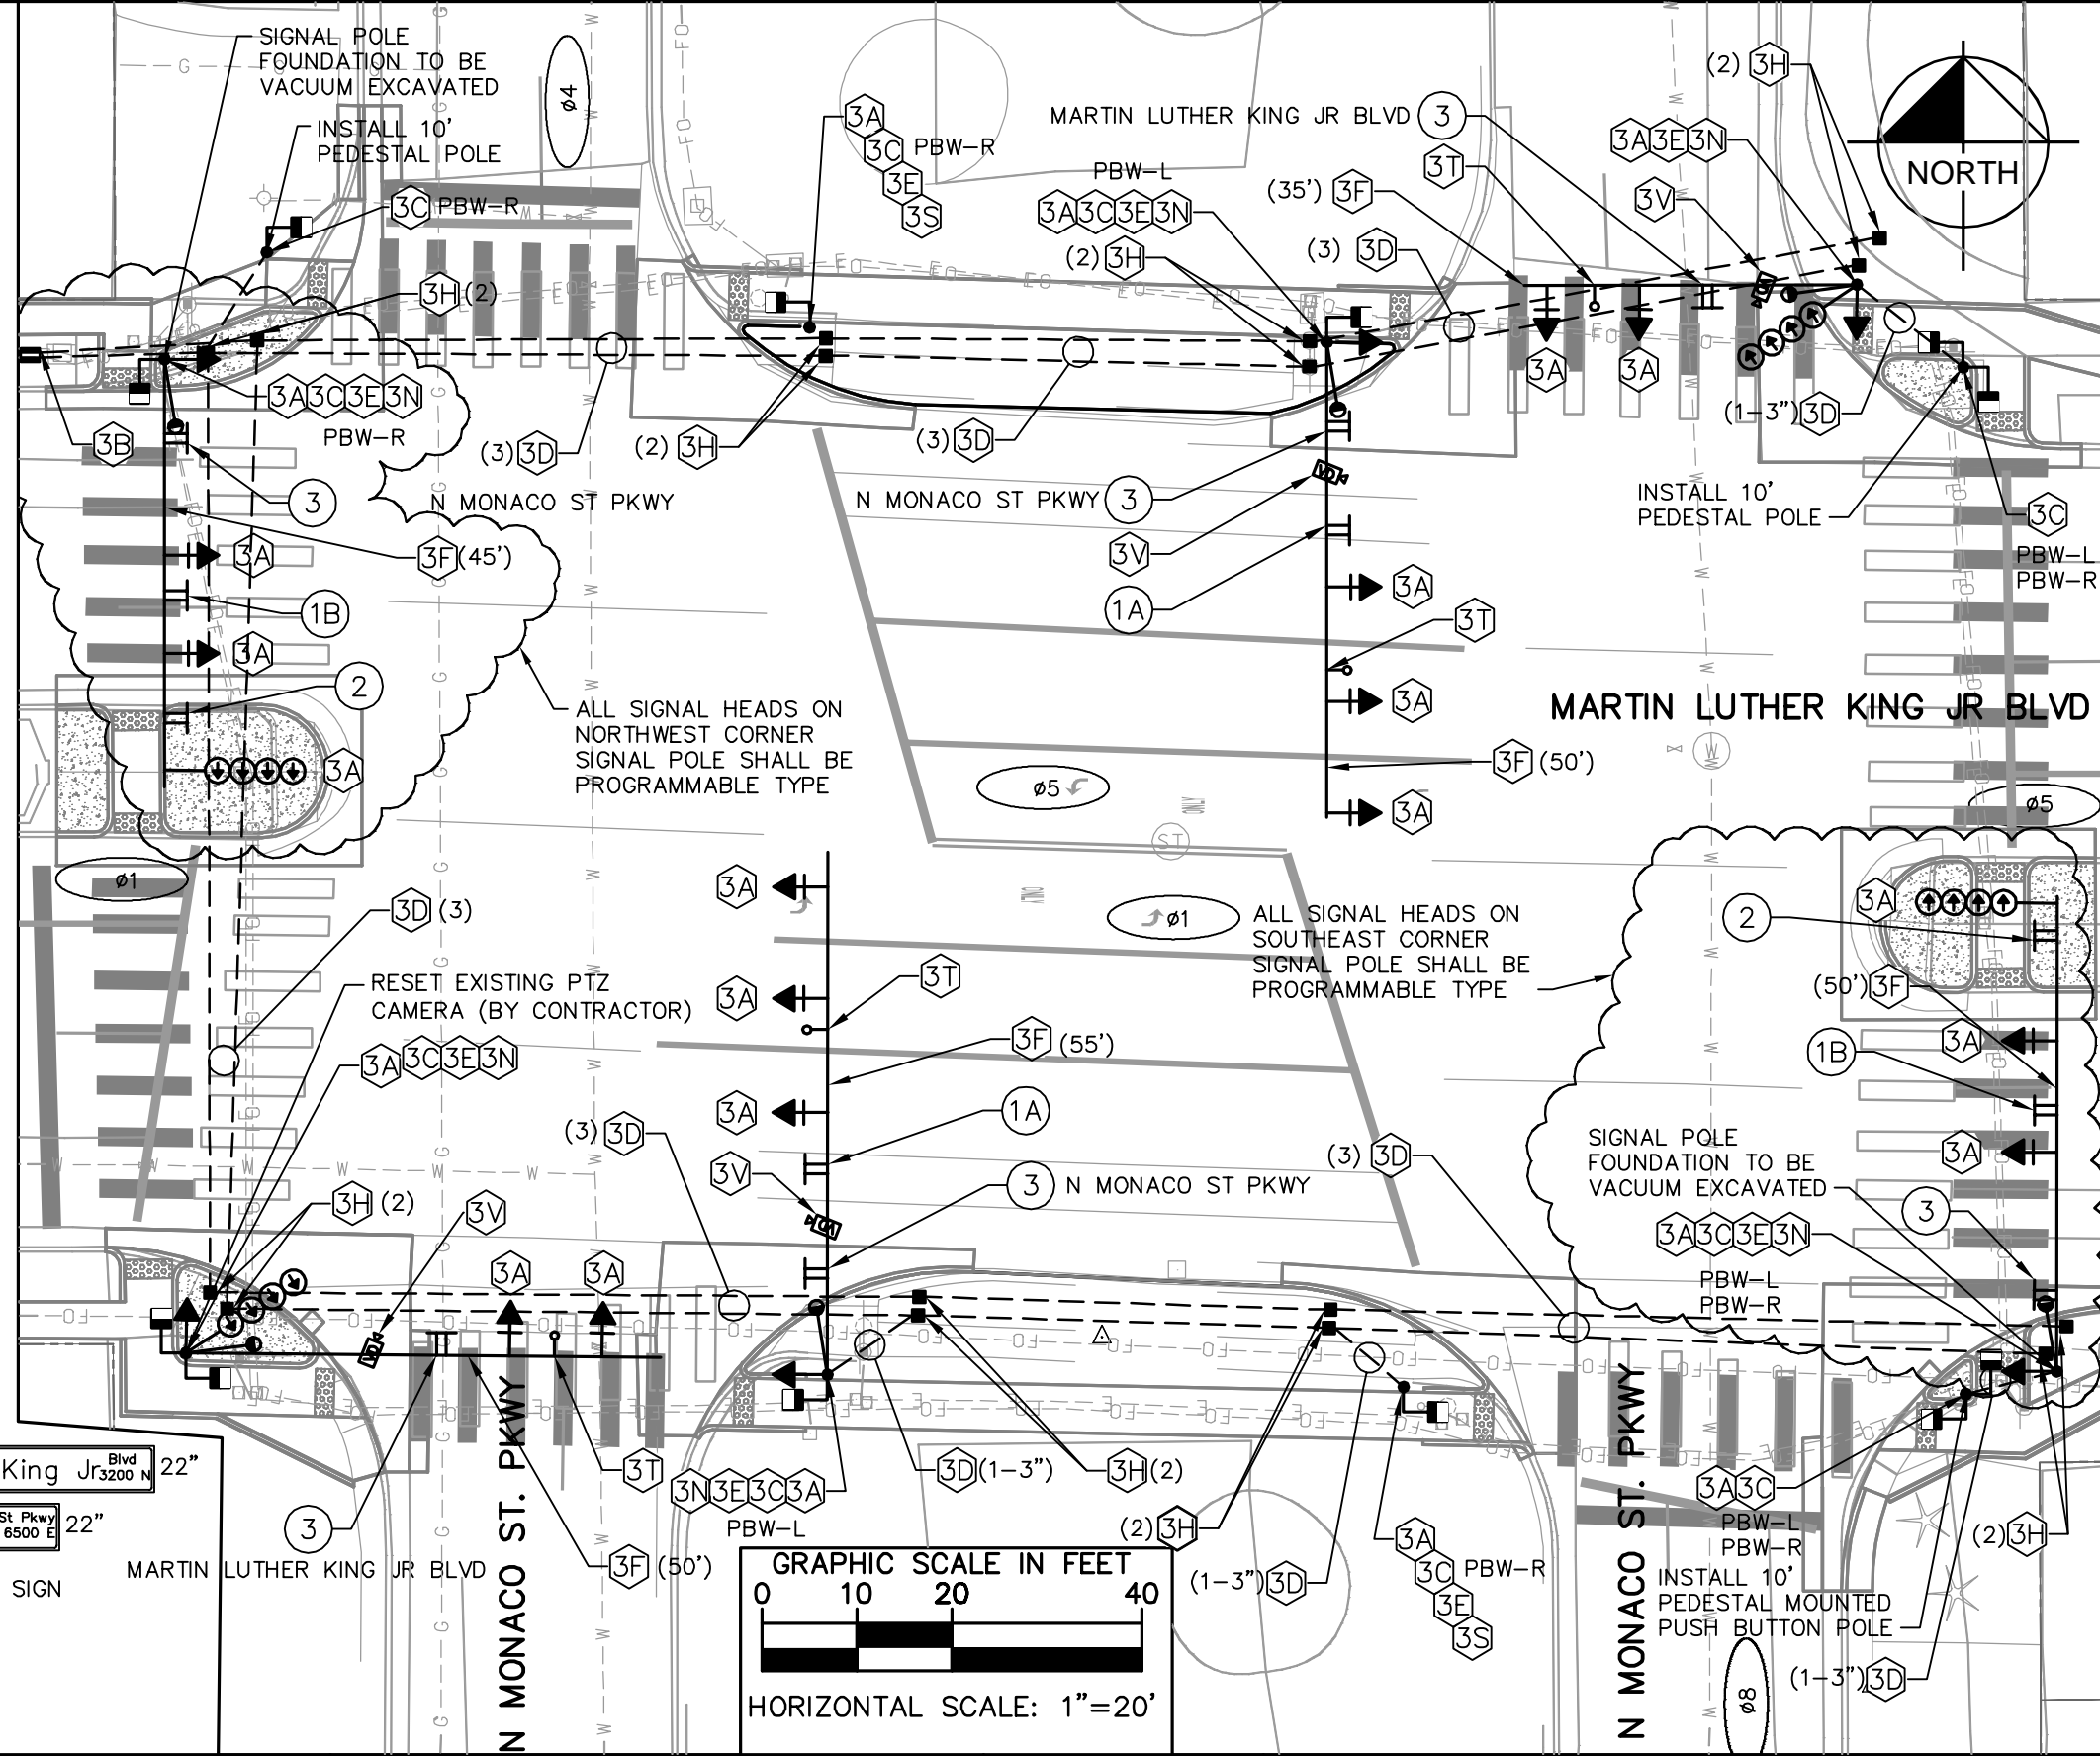 SIGNAL POLE
FOUNDATION TO BE
VACUUM EXCAVATED
INSTALL 10'
PEDESTAL POLE
ø4
3C PBW-R
3A
3C PBW-R
3E
3S
MARTIN LUTHER KING JR BLVD 3
PBW-L
3A 3C 3E 3N
(2) 3H
(35') 3F
(3) 3D
3T
(2) 3H
3A 3E 3N
3V
NORTH
3H (2)
3A 3C 3E 3N
PBW-R
3B
3
(3) 3D
(2) 3H
(3) 3D
N MONACO ST PKWY
N MONACO ST PKWY 3
3A
3A
(1-3") 3D
INSTALL 10'
PEDESTAL POLE
3C
PBW-L
PBW-R
3F (45')
3A
1B
3A
2
3A
3V
1A
3A
3T
3A
3F (50')
3A
ALL SIGNAL HEADS ON
NORTHWEST CORNER
SIGNAL POLE SHALL BE
PROGRAMMABLE TYPE
MARTIN LUTHER KING JR BLVD
ø5
ø5
ø1
ø1
ST
W
3D (3)
RESET EXISTING PTZ
CAMERA (BY CONTRACTOR)
3A 3C 3E 3N
3A
3A
3T
3F (55')
3A
1A
(3) 3D
3V
3 N MONACO ST PKWY
ALL SIGNAL HEADS ON
SOUTHEAST CORNER
SIGNAL POLE SHALL BE
PROGRAMMABLE TYPE
2
3A
(50') 3F
3A
1B
3A
(3) 3D
SIGNAL POLE
FOUNDATION TO BE
VACUUM EXCAVATED
3A 3C 3E 3N
PBW-L
PBW-R
3
3H (2)
3V
3A
3A
3T
3N 3E 3C 3A
PBW-L
3D (1-3")
3H (2)
(2) 3H
(1-3") 3D
3A
3C PBW-R
3E
3S
3A 3C
PBW-L
PBW-R
INSTALL 10'
PEDESTAL MOUNTED
PUSH BUTTON POLE
(2) 3H
(1-3") 3D
ø8
King Jr Blvd 3200 N 22"
St Pkwy 6500 E 22"
SIGN
3
MARTIN LUTHER KING JR BLVD
3F (50')
N MONACO ST. PKWY
N MONACO ST. PKWY
GRAPHIC SCALE IN FEET
0 10 20 40
HORIZONTAL SCALE: 1"=20'